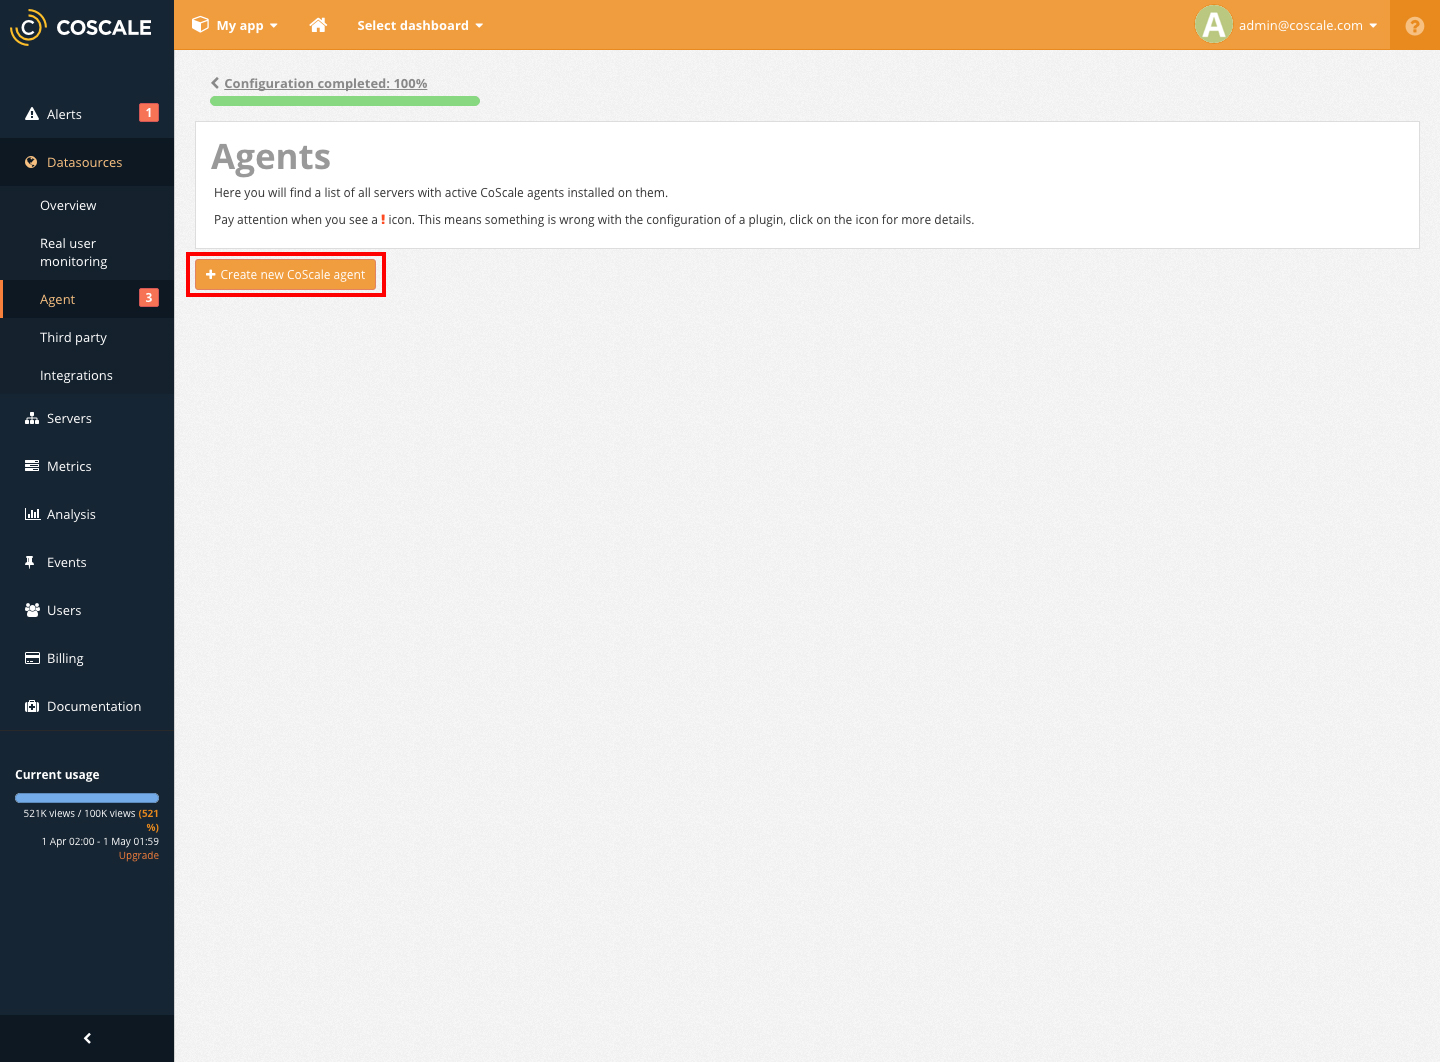 COSCALE
My app
Select dashboard
A
admin@coscale.com
?
Configuration completed: 100%
Alerts
1
Datasources
Overview
Real user
monitoring
Agent
3
Third party
Integrations
Servers
Metrics
Analysis
Events
Users
Billing
Documentation
Current usage
521K views / 100K views (521
%)
1 Apr 02:00 - 1 May 01:59
Upgrade
Agents
Here you will find a list of all servers with active CoScale agents installed on them.
Pay attention when you see a ! icon. This means something is wrong with the configuration of a plugin, click on the icon for more details.
+ Create new CoScale agent